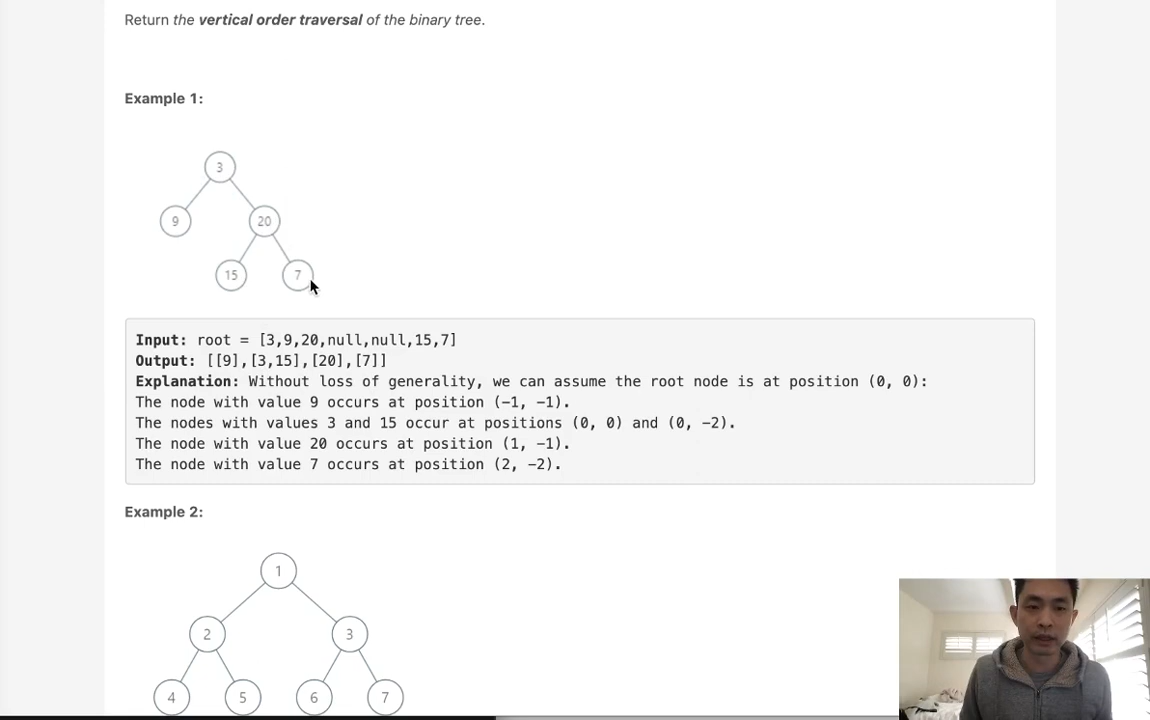 Return the vertical order traversal of the binary tree.
Example 1:
3
9 20
15 7
Input: root = [3,9,20,null,null,15,7]
Output: [[9],[3,15],[20],[7]]
Explanation: Without loss of generality, we can assume the root node is at position (0, 0):
The node with value 9 occurs at position (−1, −1).
The nodes with values 3 and 15 occur at positions (0, 0) and (0, −2).
The node with value 20 occurs at position (1, −1).
The node with value 7 occurs at position (2, −2).
Example 2:
1
2 3
4 5 6 7